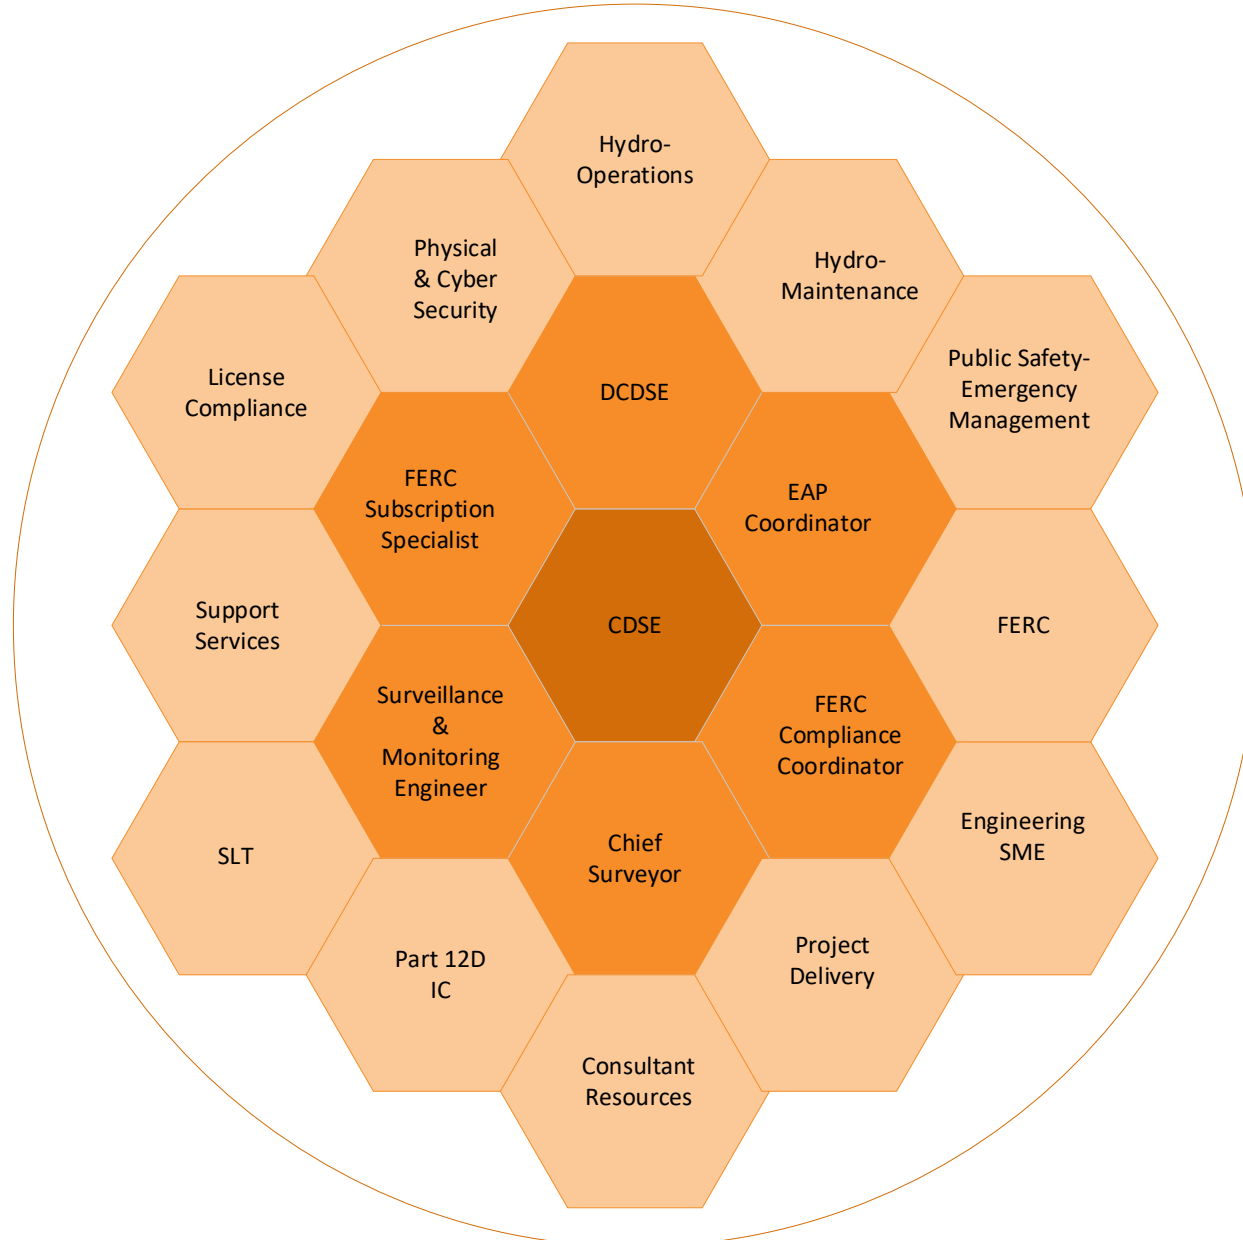 Hydro-
Operations
Physical
& Cyber
Security
Hydro-
Maintenance
License
Compliance
DCDSE
Public Safety-
Emergency
Management
FERC
Subscription
Specialist
EAP
Coordinator
Support
Services
CDSE
FERC
Surveillance
&
Monitoring
Engineer
FERC
Compliance
Coordinator
SLT
Chief
Surveyor
Engineering
SME
Part 12D
IC
Project
Delivery
Consultant
Resources